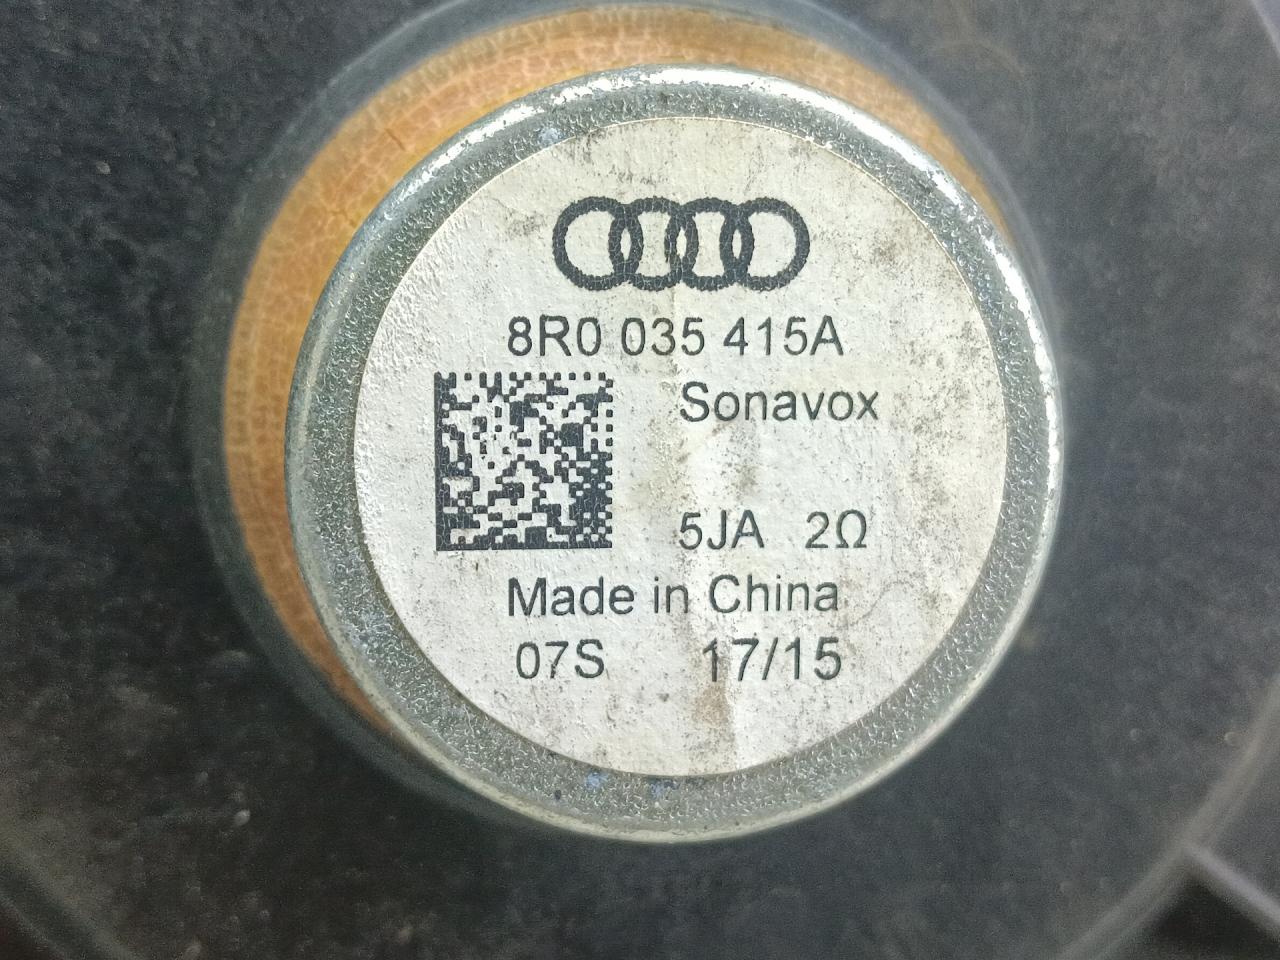 8R0 035 415A
Sonavox
5JA 2Ω
Made in China
07S 17/15